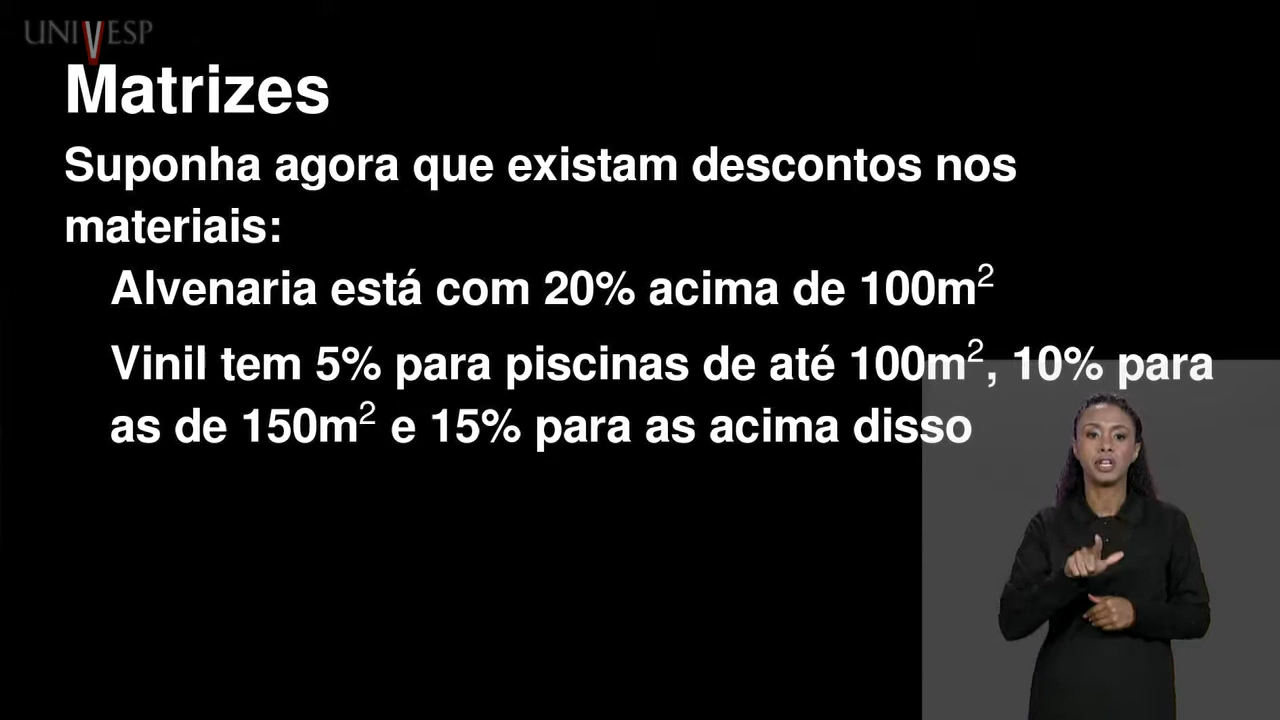 UNIVESP
Matrizes
Suponha agora que existam descontos nos
materiais:
Alvenaria está com 20% acima de 100m²
Vinil tem 5% para piscinas de até 100m², 10% para
as de 150m² e 15% para as acima disso